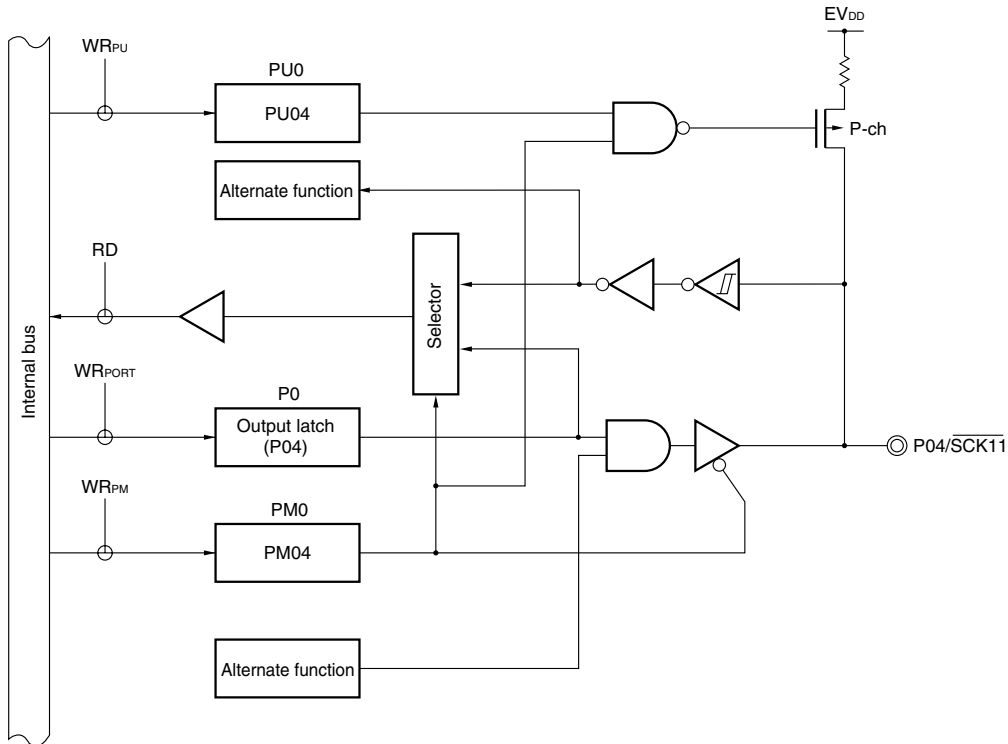 EVDD
WRPU
PU0
PU04
P-ch
Alternate function
RD
Selector
Internal bus
WRPORT
P0
Output latch
(P04)
P04/SCK11
WRPM
PM0
PM04
Alternate function